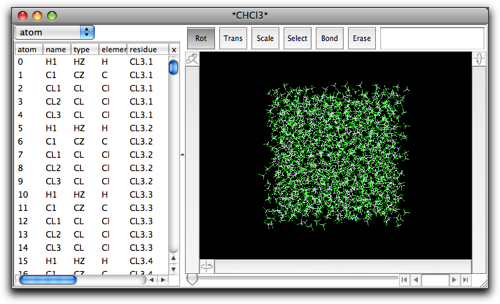 *CHCl3*
atom
Rot Trans Scale Select Bond Erase
atom name type elemen residue x
0 H1 HZ H CL3.1
1 C1 CZ C CL3.1
2 CL1 CL Cl CL3.1
3 CL2 CL Cl CL3.1
4 CL3 CL Cl CL3.1
5 H1 HZ H CL3.2
6 C1 CZ C CL3.2
7 CL1 CL Cl CL3.2
8 CL2 CL Cl CL3.2
9 CL3 CL Cl CL3.2
10 H1 HZ H CL3.3
11 C1 CZ C CL3.3
12 CL1 CL Cl CL3.3
13 CL2 CL Cl CL3.3
14 CL3 CL Cl CL3.3
15 H1 HZ H CL3.4
16 C1 CZ C CL3.4